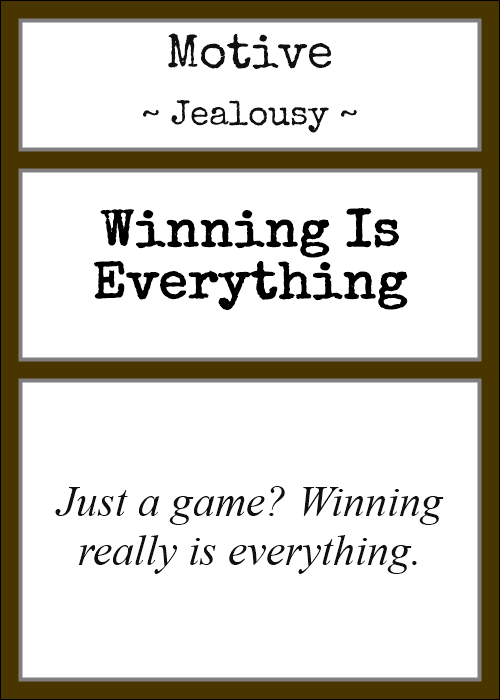 Motive
~ Jealousy ~
Winning Is
Everything
Just a game? Winning
really is everything.